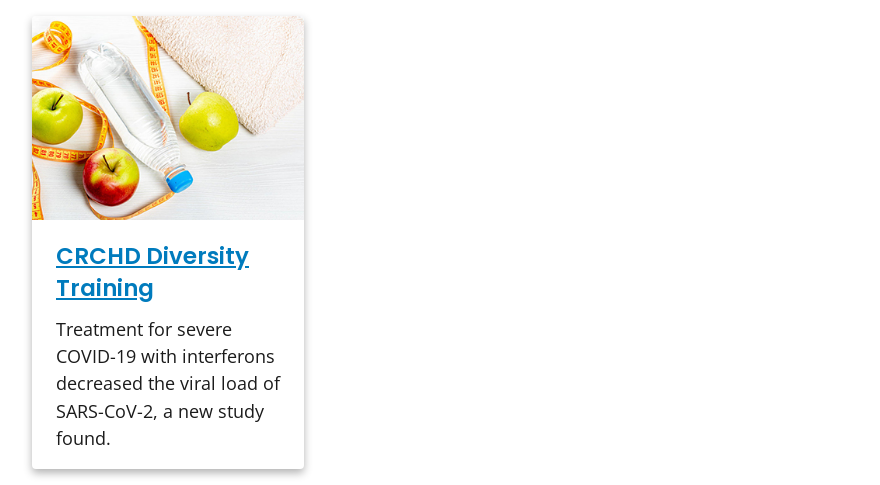 CRCHD Diversity
Training
Treatment for severe
COVID-19 with interferons
decreased the viral load of
SARS-CoV-2, a new study
found.